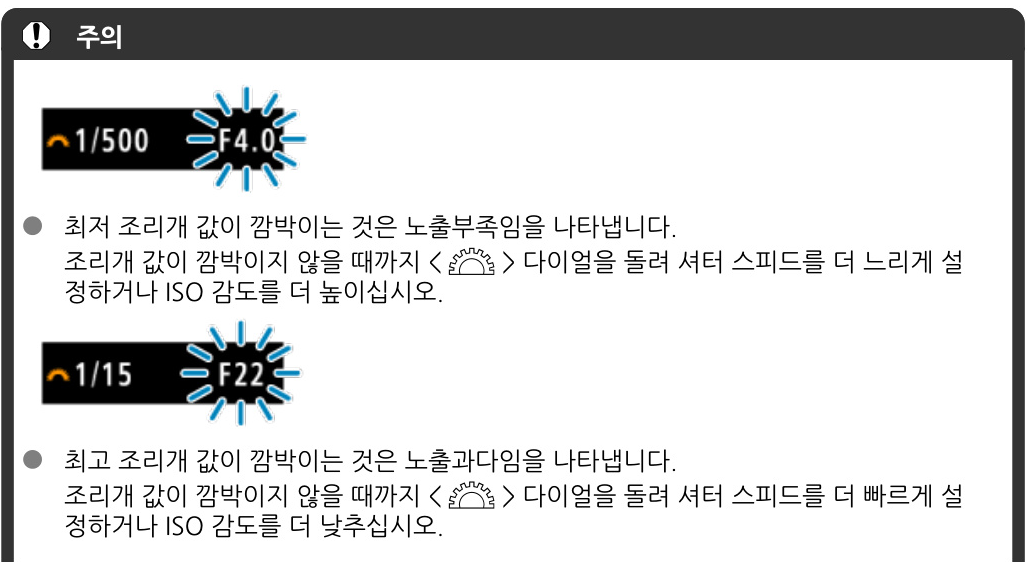 주의
1/500 F4.0
최저 조리개 값이 깜박이는 것은 노출부족임을 나타냅니다.
조리개 값이 깜박이지 않을 때까지 < > 다이얼을 돌려 셔터 스피드를 더 느리게 설
정하거나 ISO 감도를 더 높이십시오.
1/15 F22
최고 조리개 값이 깜박이는 것은 노출과다임을 나타냅니다.
조리개 값이 깜박이지 않을 때까지 < > 다이얼을 돌려 셔터 스피드를 더 빠르게 설
정하거나 ISO 감도를 더 낮추십시오.